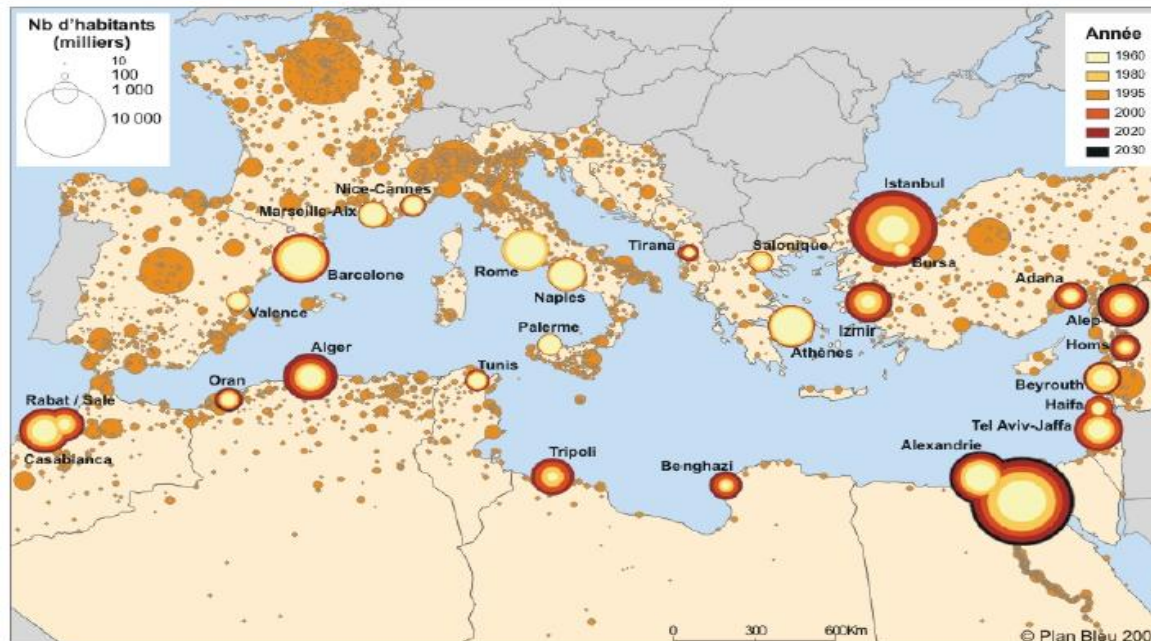 Nb d'habitants
(milliers)
10
100
1 000
10 000
Année
1960
1980
1995
2000
2020
2030
Nice-Cannes
Marseille-Aix
Barcelone
Valence
Rome
Naples
Palerme
Tirana
Salonique
Istanbul
Bursa
Izmir
Athènes
Adana
Alep
Homs
Beyrouth
Haifa
Tel Aviv-Jaffa
Alexandrie
Alger
Oran
Tunis
Rabat / Salé
Casablanca
Tripoli
Benghazi
0 300 600Km
© Plan Bleu 200